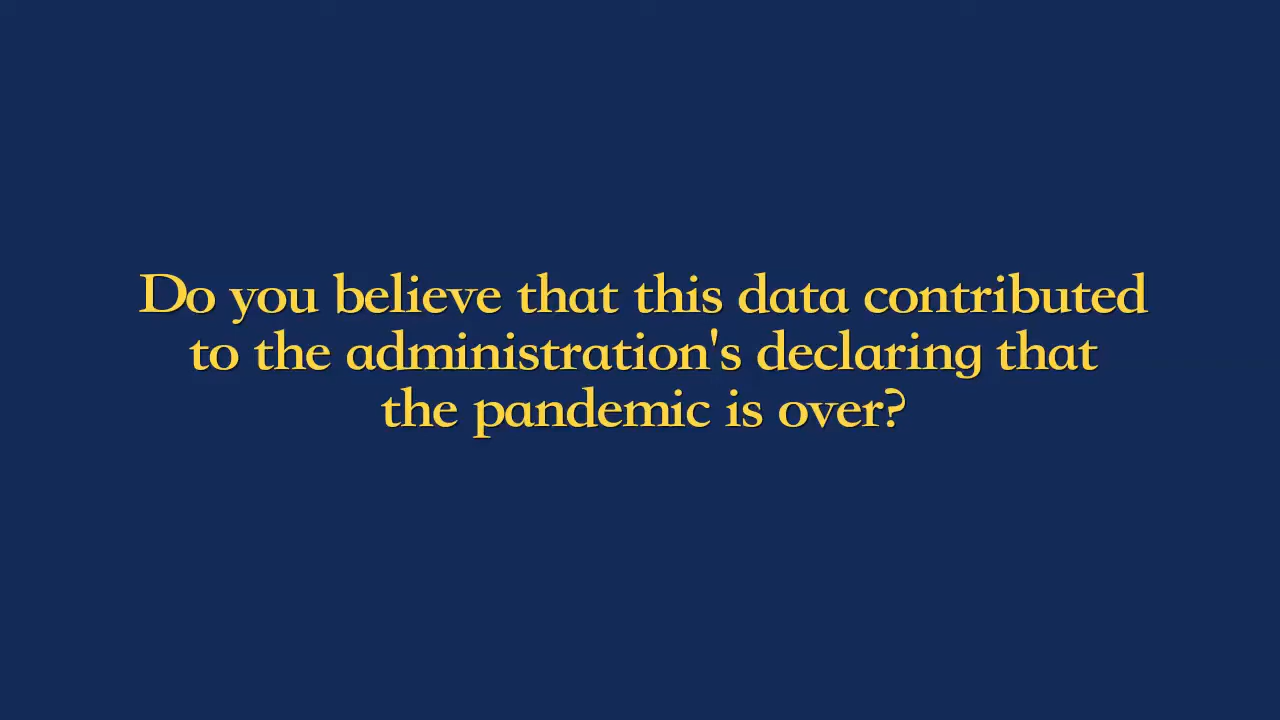 Do you believe that this data contributed
to the administration's declaring that
the pandemic is over?